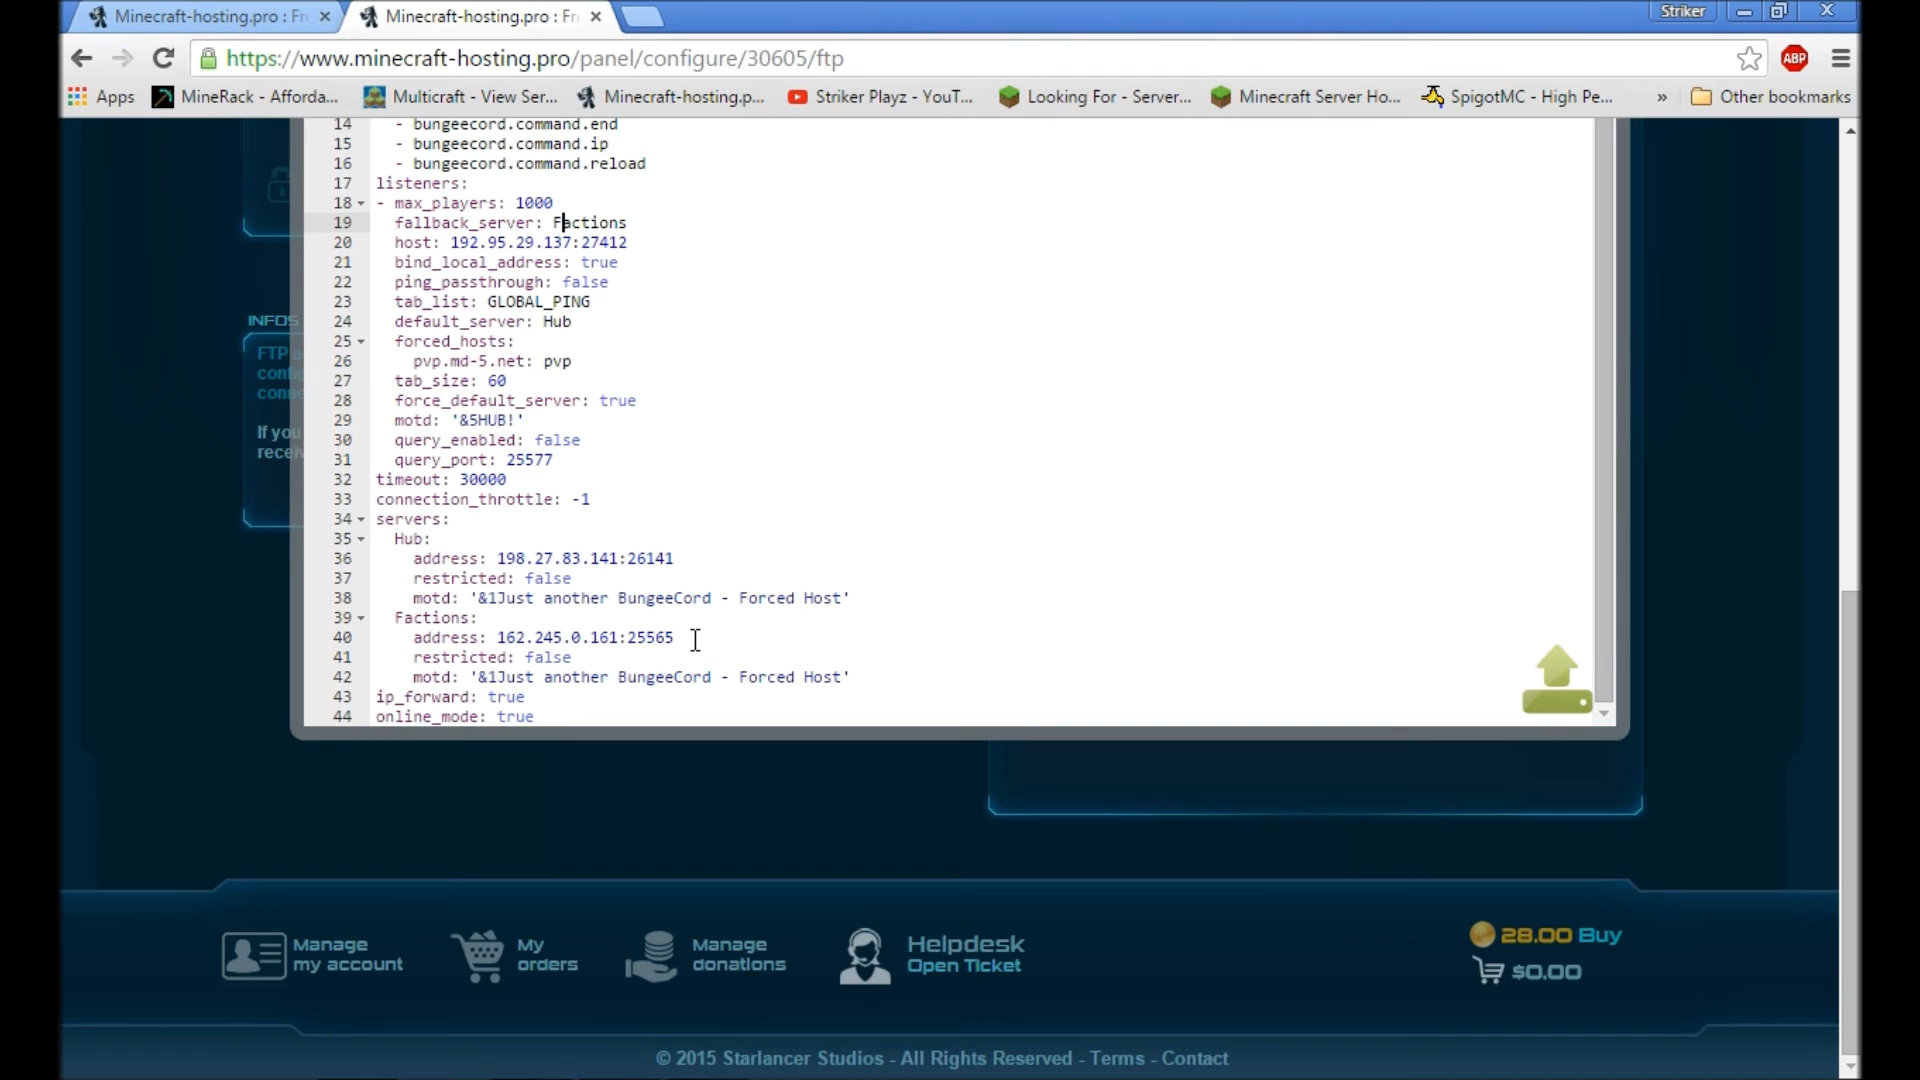 Minecraft-hosting.pro : Fr
Minecraft-hosting.pro : Fr
Striker
https://www.minecraft-hosting.pro/panel/configure/30605/ftp
ABP
Apps
MineRack - Afforda...
Multicraft - View Ser...
Minecraft-hosting.p...
Striker Playz - YouT...
Looking For - Server...
Minecraft Server Ho...
SpigotMC - High Pe...
»
Other bookmarks
14 - bungeecord.command.end
15 - bungeecord.command.ip
16 - bungeecord.command.reload
17 listeners:
18 - max_players: 1000
19 fallback_server: Factions
20 host: 192.95.29.137:27412
21 bind_local_address: true
22 ping_passthrough: false
23 tab_list: GLOBAL_PING
24 default_server: Hub
25 forced_hosts:
26 pvp.md-5.net: pvp
27 tab_size: 60
28 force_default_server: true
29 motd: '&5HUB!'
30 query_enabled: false
31 query_port: 25577
32 timeout: 30000
33 connection_throttle: -1
34 servers:
35 Hub:
36 address: 198.27.83.141:26141
37 restricted: false
38 motd: '&1Just another BungeeCord - Forced Host'
39 Factions:
40 address: 162.245.0.161:25565
41 restricted: false
42 motd: '&1Just another BungeeCord - Forced Host'
43 ip_forward: true
44 online_mode: true
INFOS
FTP
If you
Manage
my account
My
orders
Manage
donations
Helpdesk
Open Ticket
28.00 Buy
$0.00
© 2015 Starlancer Studios - All Rights Reserved - Terms - Contact